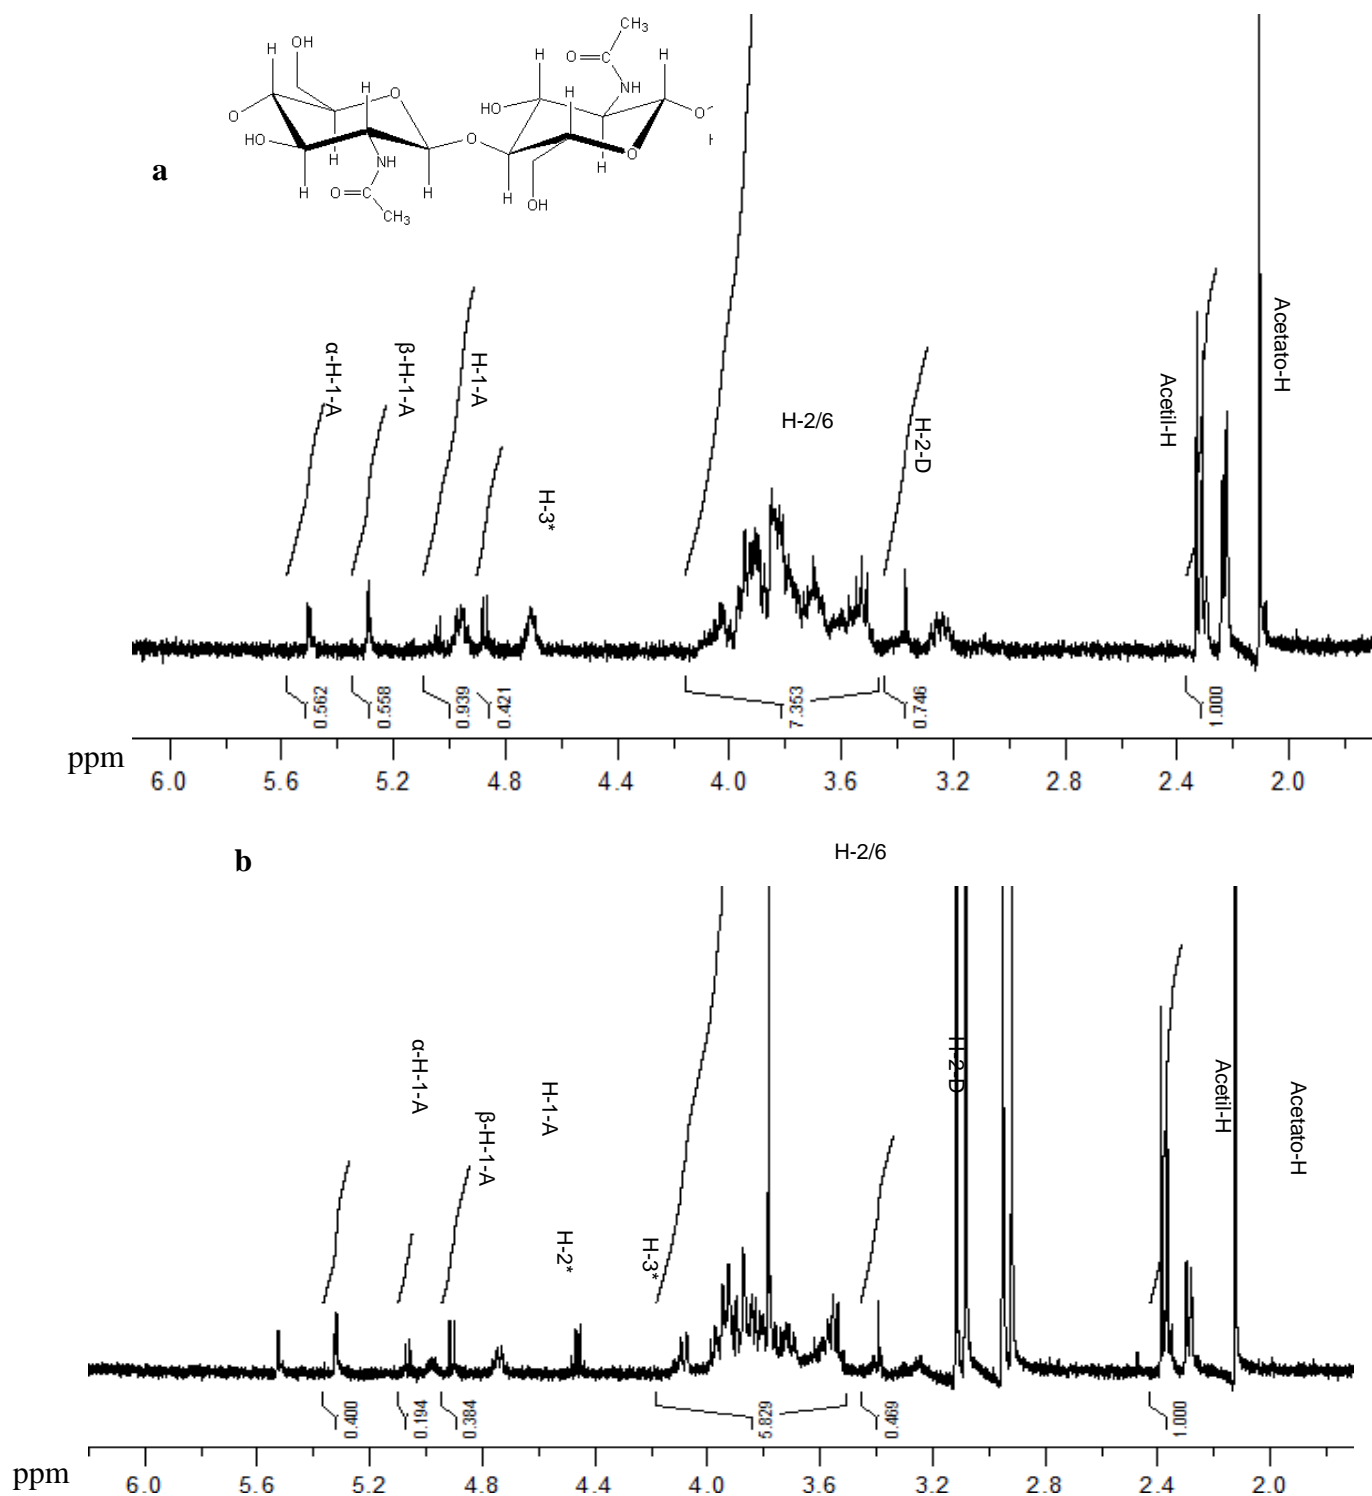 CH3
OH
H
O=C
H
H
H
NH
O
H
HO
O
O
O
HO
NH
H
O
H
a
H
H
O=C
H
H
OH
CH3
α-H-1-A
β-H-1-A
H-1-A
H-3*
H-2/6
H-2-D
Acetil-H
Acetato-H
0.562
0.558
0.939
0.421
7.353
0.746
1.000
ppm
6.0 5.6 5.2 4.8 4.4 4.0 3.6 3.2 2.8 2.4 2.0
b
H-2/6
α-H-1-A
β-H-1-A
H-1-A
H-2*
H-3*
H-2-D
Acetil-H
Acetato-H
0.400
0.194
0.384
5.829
0.469
1.000
ppm
6.0 5.6 5.2 4.8 4.4 4.0 3.6 3.2 2.8 2.4 2.0